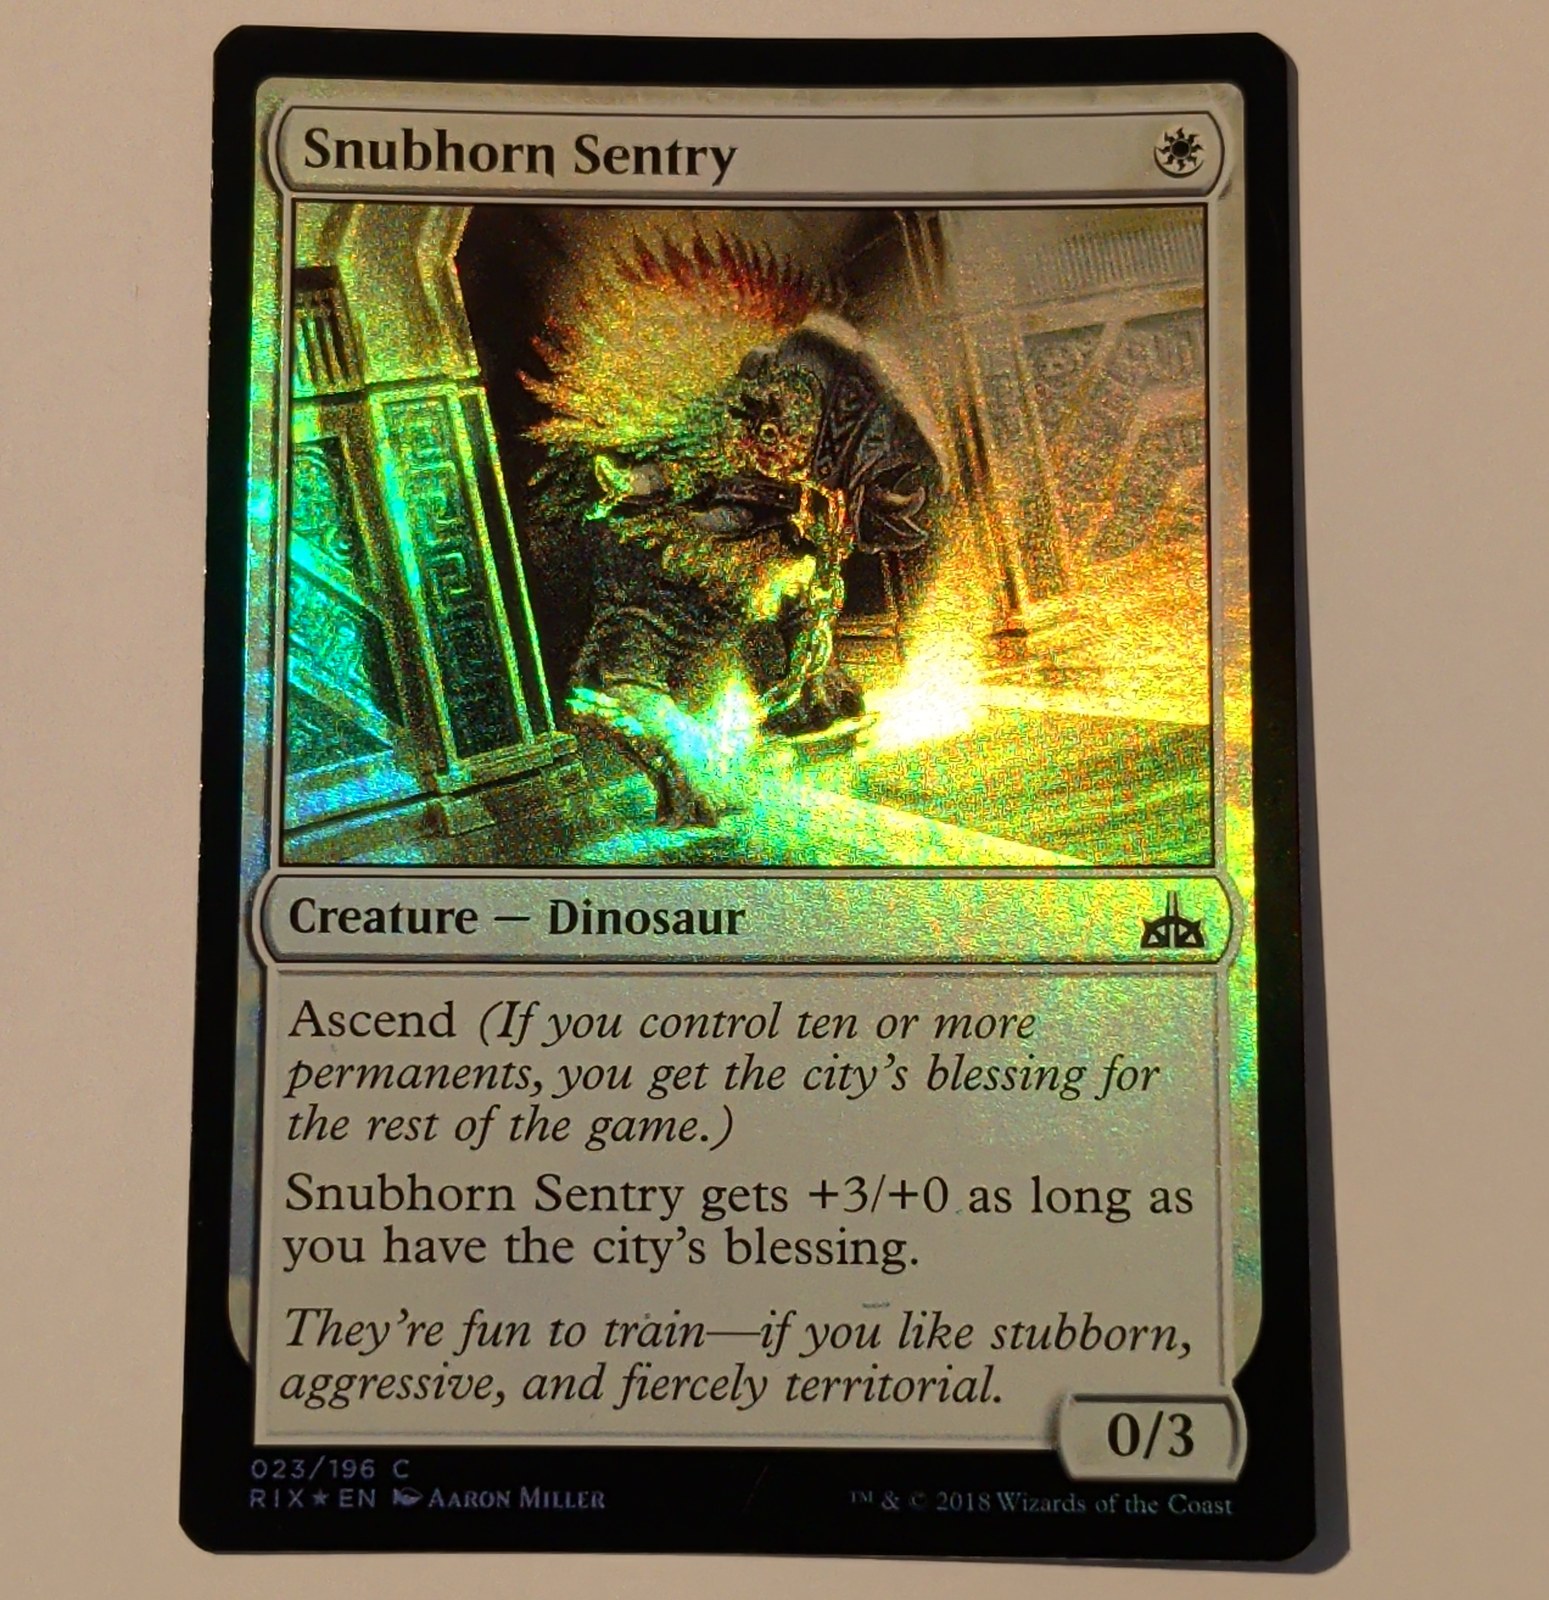 Snubhorn Sentry
Creature — Dinosaur
Ascend (If you control ten or more
permanents, you get the city's blessing for
the rest of the game.)
Snubhorn Sentry gets +3/+0 as long as
you have the city's blessing.
They're fun to train—if you like stubborn,
aggressive, and fiercely territorial.
0/3
023/196 C
RIX★EN AARON MILLER
™ & © 2018 Wizards of the Coast